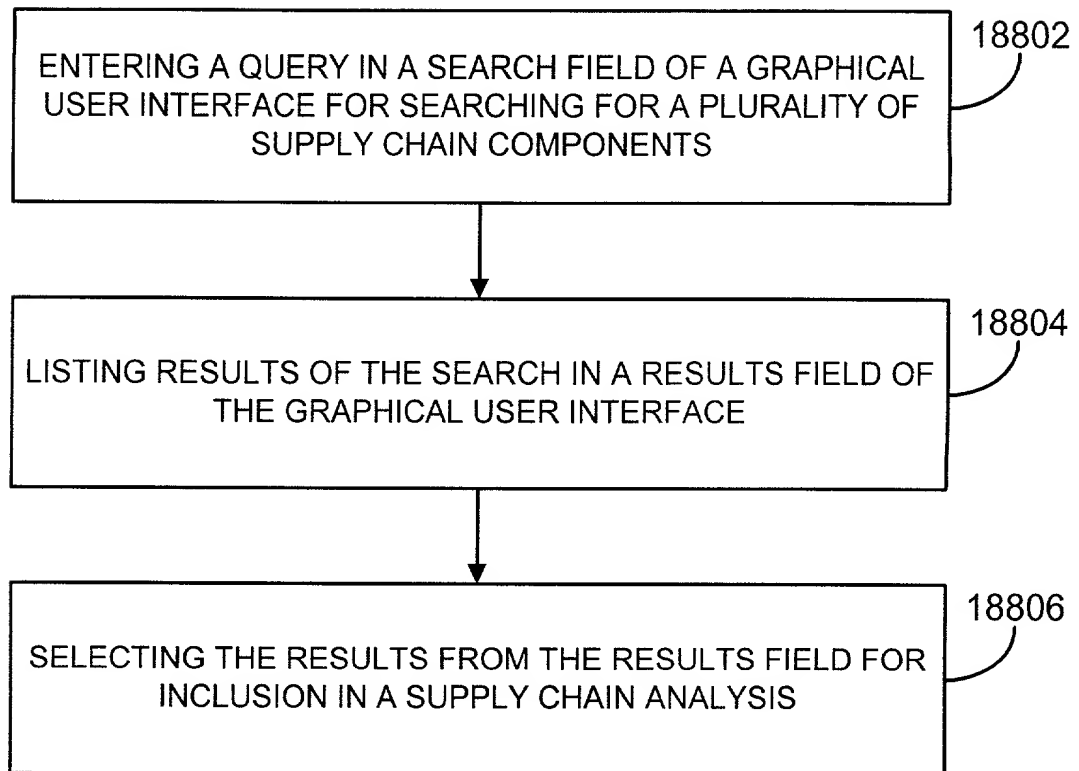 18802
ENTERING A QUERY IN A SEARCH FIELD OF A GRAPHICAL
USER INTERFACE FOR SEARCHING FOR A PLURALITY OF
SUPPLY CHAIN COMPONENTS
18804
LISTING RESULTS OF THE SEARCH IN A RESULTS FIELD OF
THE GRAPHICAL USER INTERFACE
18806
SELECTING THE RESULTS FROM THE RESULTS FIELD FOR
INCLUSION IN A SUPPLY CHAIN ANALYSIS